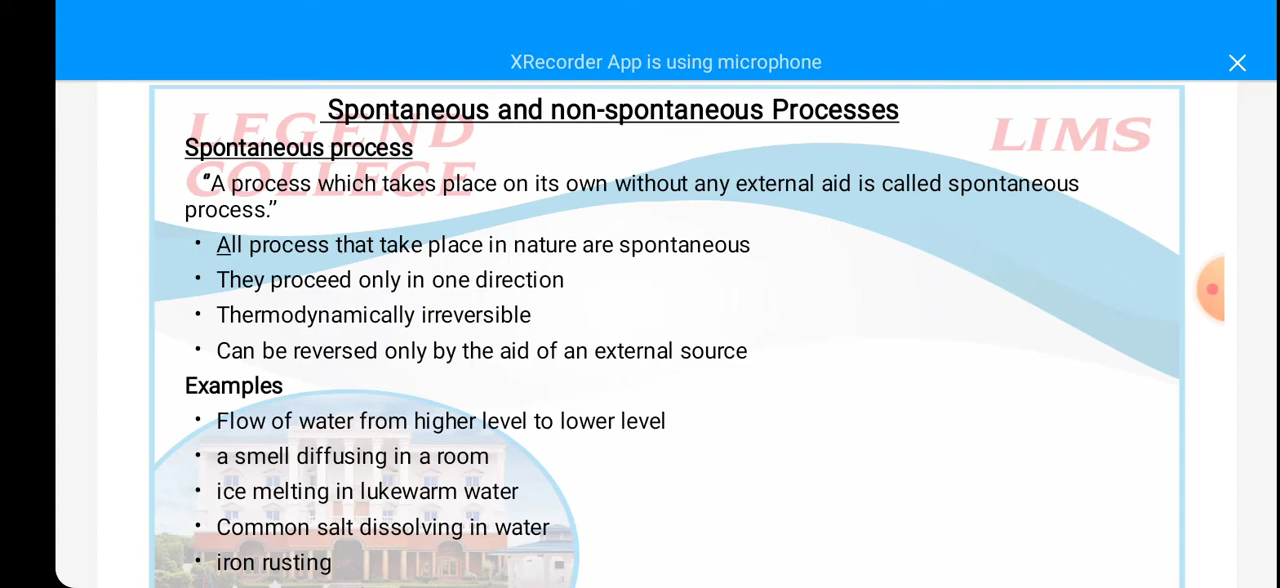 XRecorder App is using microphone
Spontaneous and non-spontaneous Processes
LEGEND
COLLEGE
LIMS
Spontaneous process
"A process which takes place on its own without any external aid is called spontaneous
process."
• All process that take place in nature are spontaneous
• They proceed only in one direction
• Thermodynamically irreversible
• Can be reversed only by the aid of an external source
Examples
• Flow of water from higher level to lower level
• a smell diffusing in a room
• ice melting in lukewarm water
• Common salt dissolving in water
• iron rusting